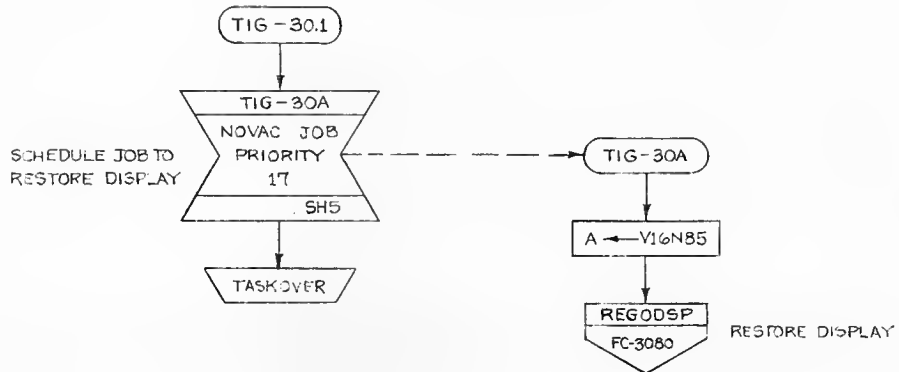 TIG-30.1
TIG-30A
NOVAC JOB
PRIORITY
17
SH5
SCHEDULE JOB TO
RESTORE DISPLAY
TASKOVER
TIG-30A
A ← V16N85
REGODSP
FC-3080
RESTORE DISPLAY